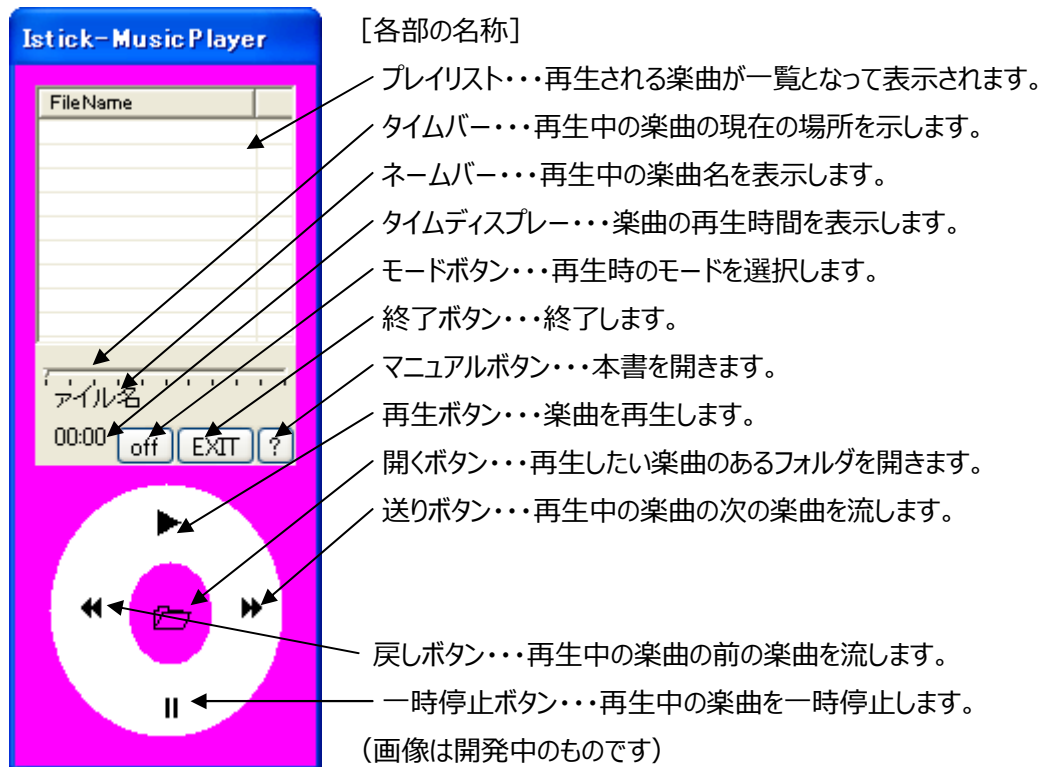 Istick-MusicPlayer
FileName
ァイル名
00:00
off
EXIT
?
[各部の名称]
プレイリスト・・・再生される楽曲が一覧となって表示されます。
タイムバー・・・再生中の楽曲の現在の場所を示します。
ネームバー・・・再生中の楽曲名を表示します。
タイムディスプレー・・・楽曲の再生時間を表示します。
モードボタン・・・再生時のモードを選択します。
終了ボタン・・・終了します。
マニュアルボタン・・・本書を開きます。
再生ボタン・・・楽曲を再生します。
開くボタン・・・再生したい楽曲のあるフォルダを開きます。
送りボタン・・・再生中の楽曲の次の楽曲を流します。
戻しボタン・・・再生中の楽曲の前の楽曲を流します。
一時停止ボタン・・・再生中の楽曲を一時停止します。
(画像は開発中のものです)